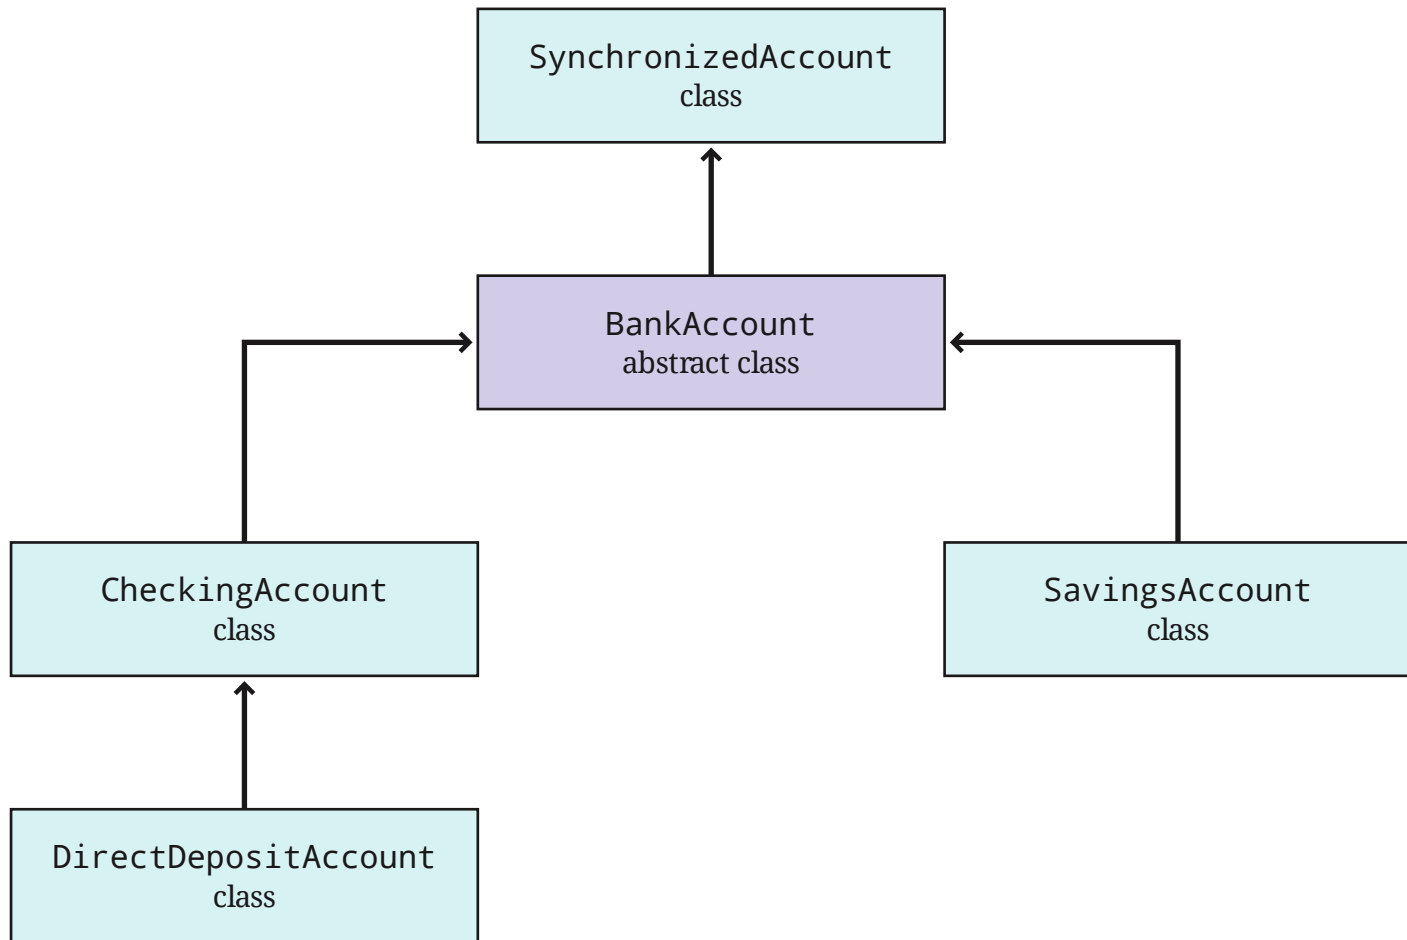 SynchronizedAccount
class
BankAccount
abstract class
CheckingAccount
class
SavingsAccount
class
DirectDepositAccount
class